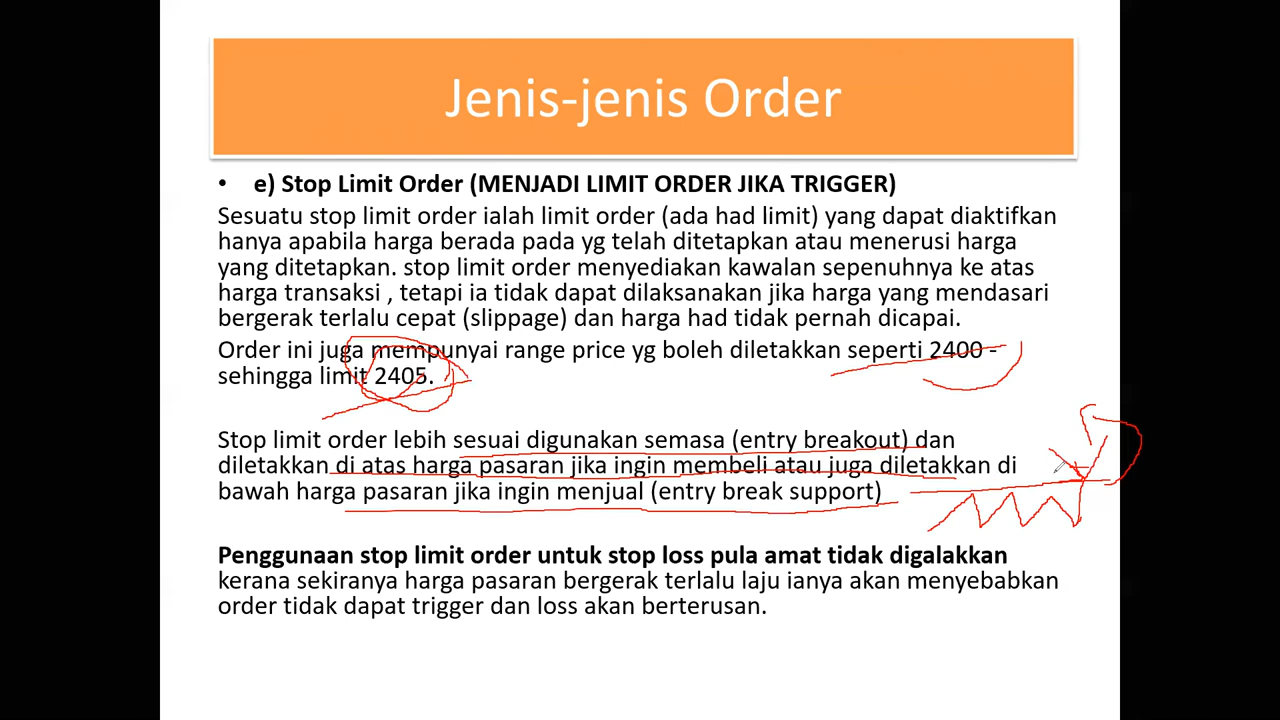 Jenis-jenis Order
• e) Stop Limit Order (MENJADI LIMIT ORDER JIKA TRIGGER)
Sesuatu stop limit order ialah limit order (ada had limit) yang dapat diaktifkan
hanya apabila harga berada pada yg telah ditetapkan atau menerusi harga
yang ditetapkan. stop limit order menyediakan kawalan sepenuhnya ke atas
harga transaksi , tetapi ia tidak dapat dilaksanakan jika harga yang mendasari
bergerak terlalu cepat (slippage) dan harga had tidak pernah dicapai.
Order ini juga mempunyai range price yg boleh diletakkan seperti 2400 -
sehingga limit 2405.
Stop limit order lebih sesuai digunakan semasa (entry breakout) dan
diletakkan di atas harga pasaran jika ingin membeli atau juga diletakkan di
bawah harga pasaran jika ingin menjual (entry break support)
Penggunaan stop limit order untuk stop loss pula amat tidak digalakkan
kerana sekiranya harga pasaran bergerak terlalu laju ianya akan menyebabkan
order tidak dapat trigger dan loss akan berterusan.